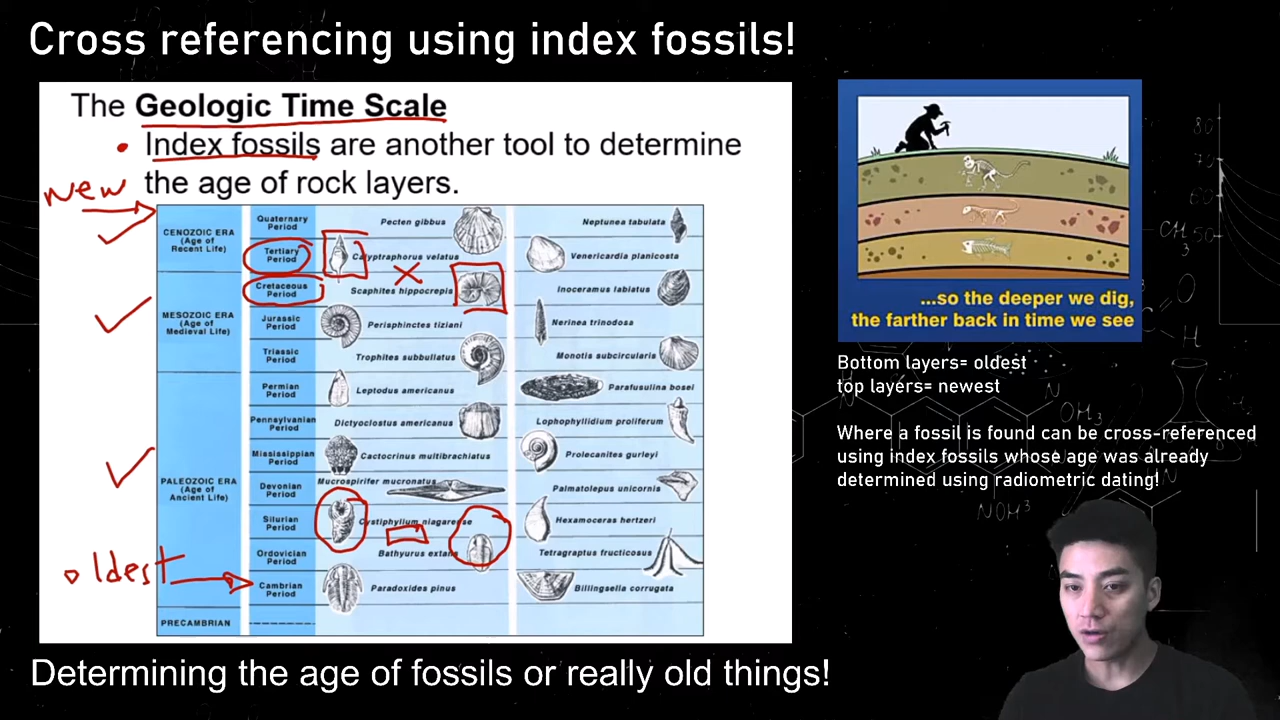 Cross referencing using index fossils!
The Geologic Time Scale
• Index fossils are another tool to determine
the age of rock layers.
New
CENOZOIC ERA
(Age of
Recent Life)
Quaternary
Period
Pecten gibbus
Neptunea tabulata
Tertiary
Period
Calyptraphorus velatus
Venericardia planicosta
MESOZOIC ERA
(Age of
Medieval Life)
Cretaceous
Period
Scaphites hippocrepis
Inoceramus labiatus
Jurassic
Period
Perisphinctes tiziani
Nerinea trinodosa
Triassic
Period
Trophites subbullatus
Monotis subcircularis
PALEOZOIC ERA
(Age of
Ancient Life)
Permian
Period
Leptodus americanus
Parafusulina bosei
Pennsylvanian
Period
Dictyoclostus americanus
Lophophyllidium proliferum
Mississippian
Period
Cactocrinus multibrachiatus
Prolecanites gurleyi
Devonian
Period
Mucrospirifer mucronatus
Palmatolepus unicornis
Silurian
Period
Cystiphyllum niagarense
Hexamoceras hertzeri
Ordovician
Period
Bathyurus extans
Tetragraptus fructicosus
oldest
Cambrian
Period
Paradoxides pinus
Billingsella corrugata
PRECAMBRIAN
...so the deeper we dig,
the farther back in time we see
Bottom layers= oldest
top layers= newest
Where a fossil is found can be cross-referenced
using index fossils whose age was already
determined using radiometric dating!
Determining the age of fossils or really old things!
80
70
60
50
CH3
O
H
N
OH3
NOH3